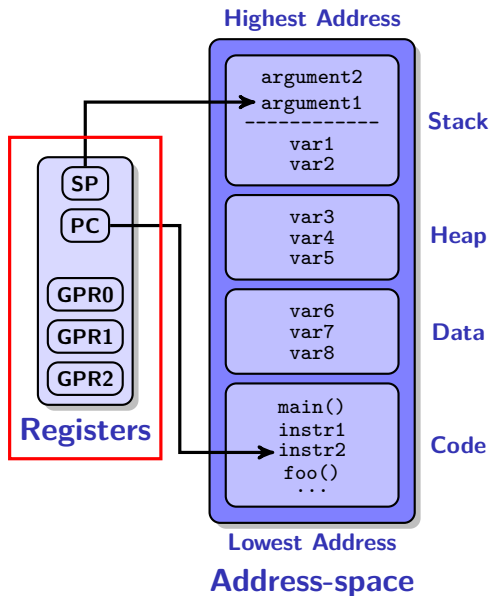 Highest Address
argument2
argument1
-------------
var1
var2
Stack
SP
PC
GPR0
GPR1
GPR2
Registers
var3
var4
var5
Heap
var6
var7
var8
Data
main()
instr1
instr2
foo()
...
Code
Lowest Address
Address-space